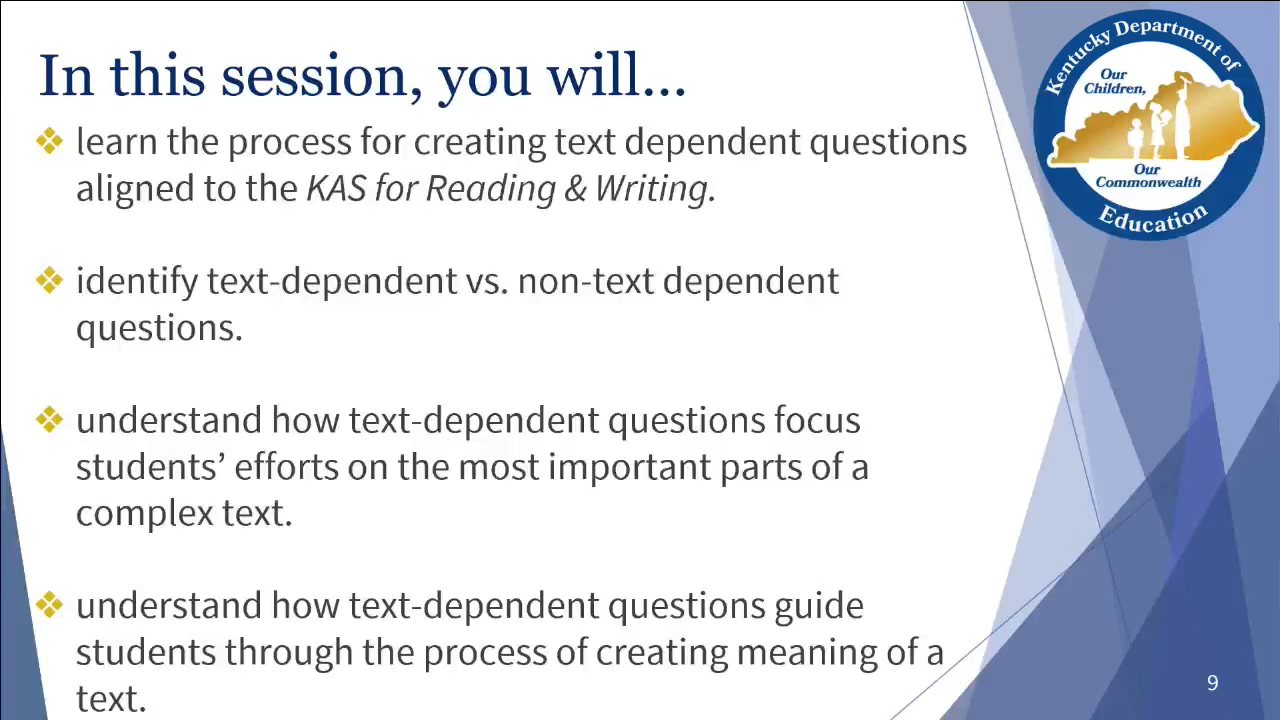 In this session, you will...
learn the process for creating text dependent questions
aligned to the KAS for Reading & Writing.
identify text-dependent vs. non-text dependent
questions.
understand how text-dependent questions focus
students’ efforts on the most important parts of a
complex text.
understand how text-dependent questions guide
students through the process of creating meaning of a
text.
Kentucky Department of
Our
Children,
Our
Commonwealth
Education
9